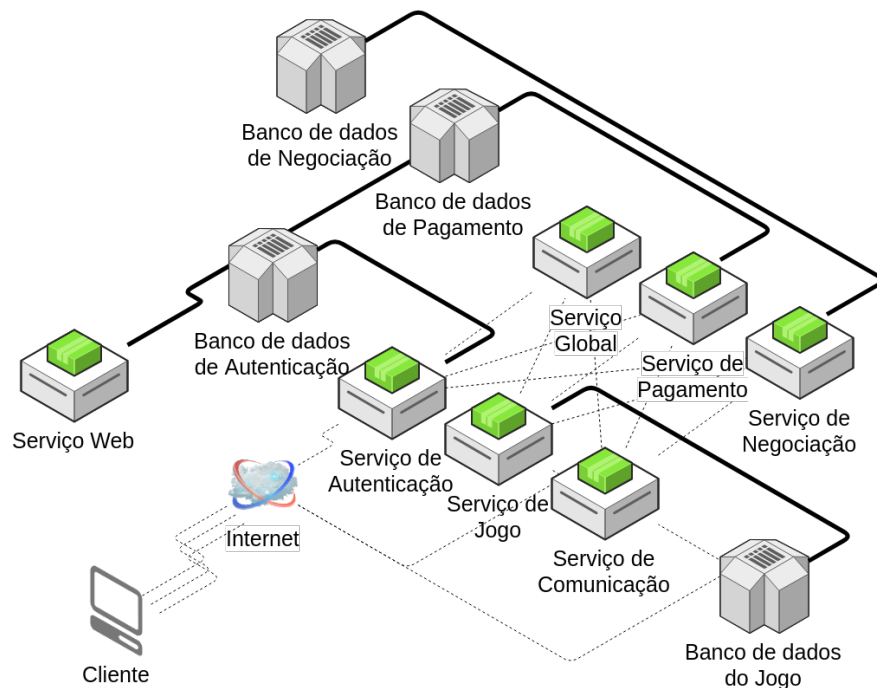 Banco de dados
de Negociação
Banco de dados
de Pagamento
Banco de dados
de Autenticação
Serviço
Global
Serviço de
Pagamento
Serviço Web
Serviço de
Negociação
Serviço de
Autenticação
Serviço de
Jogo
Internet
Serviço de
Comunicação
Banco de dados
do Jogo
Cliente